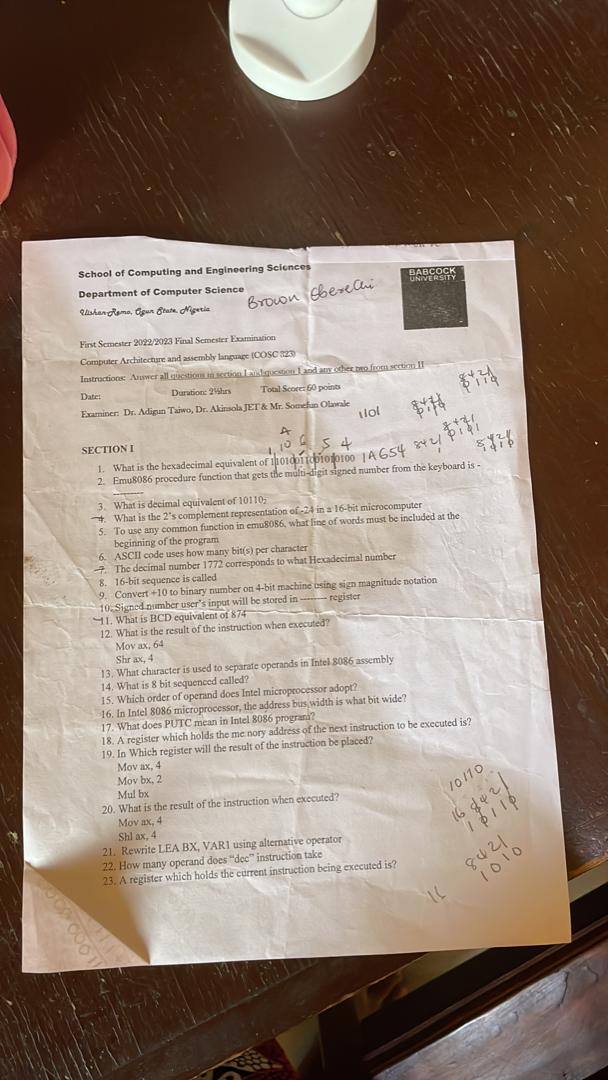 School of Computing and Engineering Sciences
BABCOCK
UNIVERSITY
Department of Computer Science
Brown Oberechi
Ilishan-Remo, Ogun State, Nigeria
First Semester 2022/2023 Final Semester Examination
Computer Architecture and assembly language (COSC 323)
Instructions: Answer all questions in section I and question I and any other two from section II
Date: Duration: 2½hrs Total Score: 60 points
Examiner: Dr. Adigun Taiwo, Dr. Akinsola JET & Mr. Somefun Olawale
1101
SECTION I
A
1 10 6 5 4
1. What is the hexadecimal equivalent of 11010011001010100 1A654
2. Emu8086 procedure function that gets the multi-digit signed number from the keyboard is -
--------
3. What is decimal equivalent of 10110₂
4. What is the 2's complement representation of -24 in a 16-bit microcomputer
5. To use any common function in emu8086, what line of words must be included at the
beginning of the program
6. ASCII code uses how many bit(s) per character
7. The decimal number 1772 corresponds to what Hexadecimal number
8. 16-bit sequence is called
9. Convert +10 to binary number on 4-bit machine using sign magnitude notation
10. Signed number user's input will be stored in -------- register
11. What is BCD equivalent of 874
12. What is the result of the instruction when executed?
Mov ax, 64
Shr ax, 4
13. What character is used to separate operands in Intel 8086 assembly
14. What is 8 bit sequenced called?
15. Which order of operand does Intel microprocessor adopt?
16. In Intel 8086 microprocessor, the address bus width is what bit wide?
17. What does PUTC mean in Intel 8086 program?
18. A register which holds the me nory address of the next instruction to be executed is?
19. In Which register will the result of the instruction be placed?
Mov ax, 4
Mov bx, 2
Mul bx
10110
20. What is the result of the instruction when executed?
16 8421
10110
Mov ax, 4
Shl ax, 4
21. Rewrite LEA BX, VAR1 using alternative operator
8421
1010
22. How many operand does "dec" instruction take
23. A register which holds the current instruction being executed is?